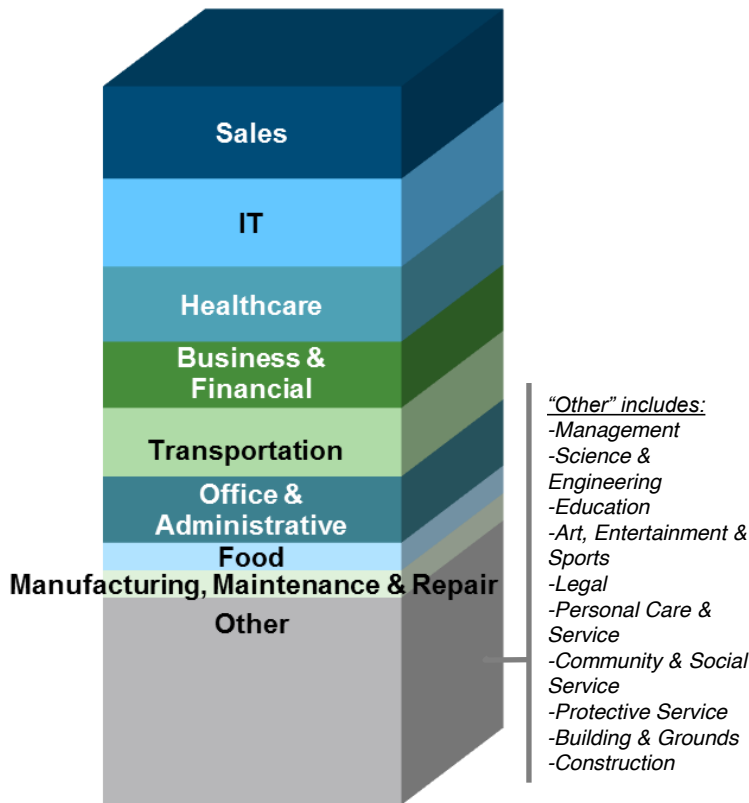 Sales
IT
Healthcare
Business &
Financial
Transportation
Office &
Administrative
Food
Manufacturing, Maintenance & Repair
Other
“Other” includes:
-Management
-Science &
Engineering
-Education
-Art, Entertainment &
Sports
-Legal
-Personal Care &
Service
-Community & Social
Service
-Protective Service
-Building & Grounds
-Construction